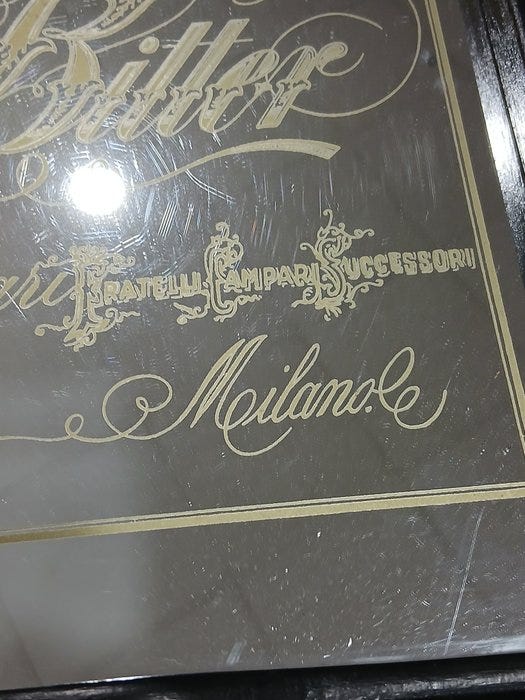 Bitter
Fratelli Campari Successori
Milano.